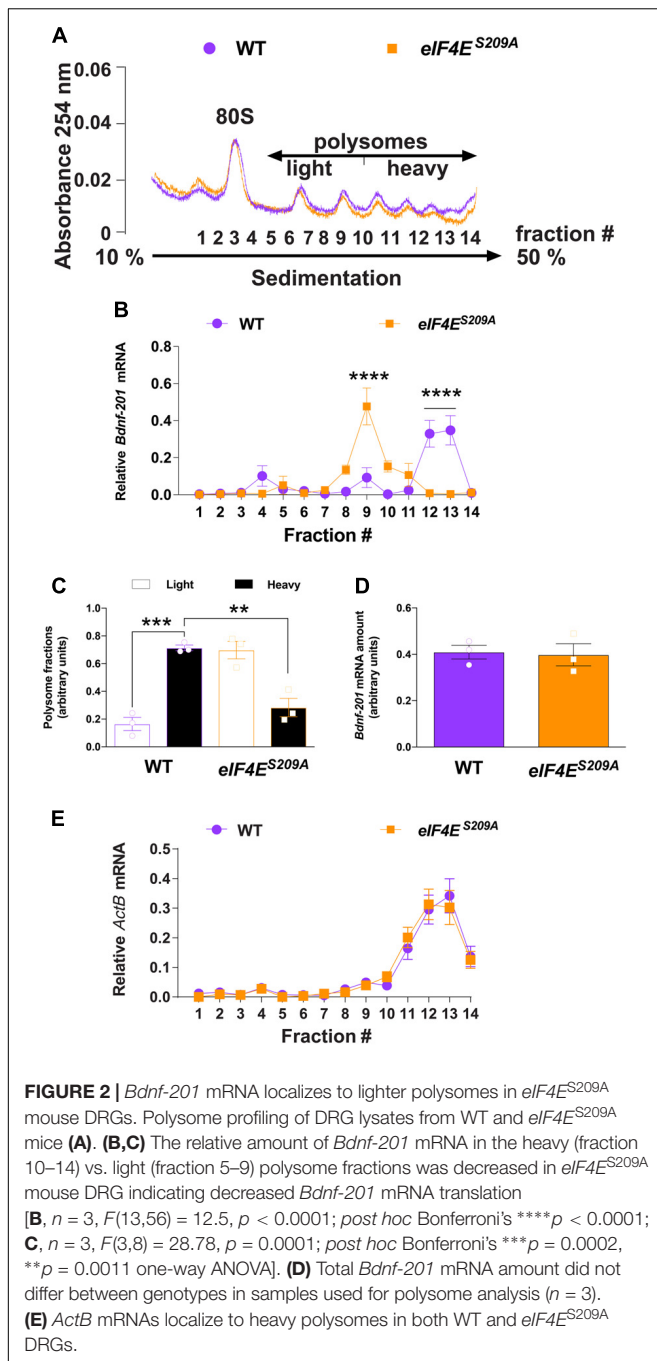 A
WT eIF4E^S209A
Absorbance 254 nm
0.06
0.04
0.02
0
80S
polysomes
light heavy
1 2 3 4 5 6 7 8 9 10 11 12 13 14
fraction #
10 % 50 %
Sedimentation
B
WT eIF4E^S209A
Relative Bdnf-201 mRNA
0.8
0.6
0.4
0.2
0.0
**** ****
1 2 3 4 5 6 7 8 9 10 11 12 13 14
Fraction #
C
Light Heavy
Polysome fractions
(arbitrary units)
1.0
0.8
0.6
0.4
0.2
0.0
*** **
WT eIF4E^S209A
D
Bdnf-201 mRNA amount
(arbitrary units)
0.6
0.4
0.2
0.0
WT eIF4E^S209A
E
WT eIF4E^S209A
Relative ActB mRNA
0.5
0.4
0.3
0.2
0.1
0.0
1 2 3 4 5 6 7 8 9 10 11 12 13 14
Fraction #
FIGURE 2 | Bdnf-201 mRNA localizes to lighter polysomes in eIF4E^S209A
mouse DRGs. Polysome profiling of DRG lysates from WT and eIF4E^S209A
mice (A). (B,C) The relative amount of Bdnf-201 mRNA in the heavy (fraction
10–14) vs. light (fraction 5–9) polysome fractions was decreased in eIF4E^S209A
mouse DRG indicating decreased Bdnf-201 mRNA translation
[B, n = 3, F(13,56) = 12.5, p < 0.0001; post hoc Bonferroni's ****p < 0.0001;
C, n = 3, F(3,8) = 28.78, p = 0.0001; post hoc Bonferroni's ***p = 0.0002,
**p = 0.0011 one-way ANOVA]. (D) Total Bdnf-201 mRNA amount did not
differ between genotypes in samples used for polysome analysis (n = 3).
(E) ActB mRNAs localize to heavy polysomes in both WT and eIF4E^S209A
DRGs.